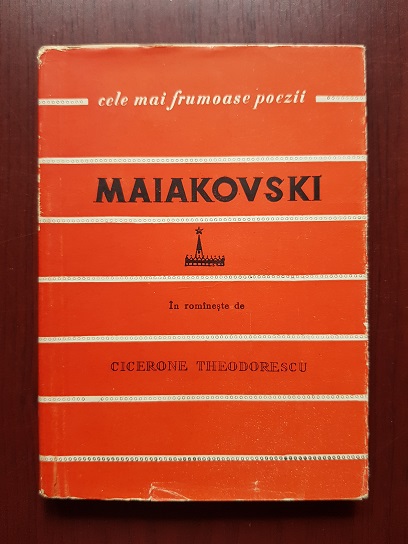 cele mai frumoase poezii
MAIAKOVSKI
În romîneşte de
CICERONE THEODORESCU